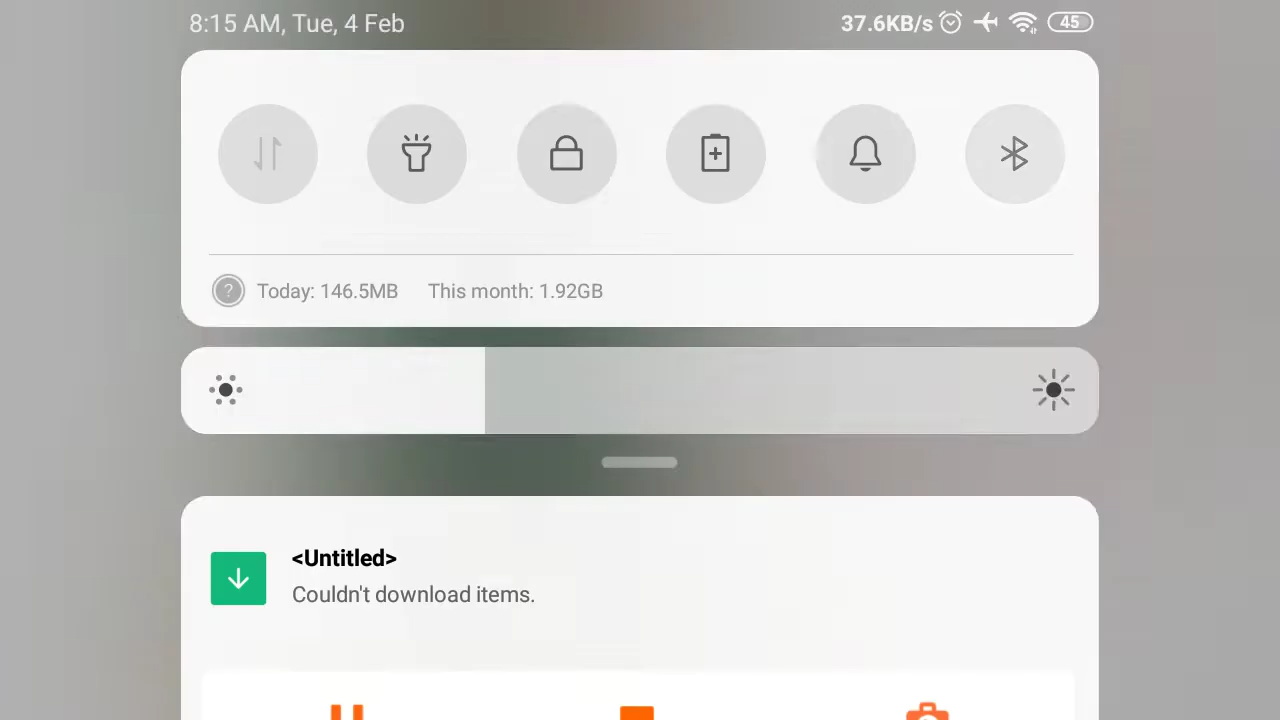 8:15 AM, Tue, 4 Feb 37.6KB/s 45
? Today: 146.5MB This month: 1.92GB
<Untitled>
Couldn't download items.